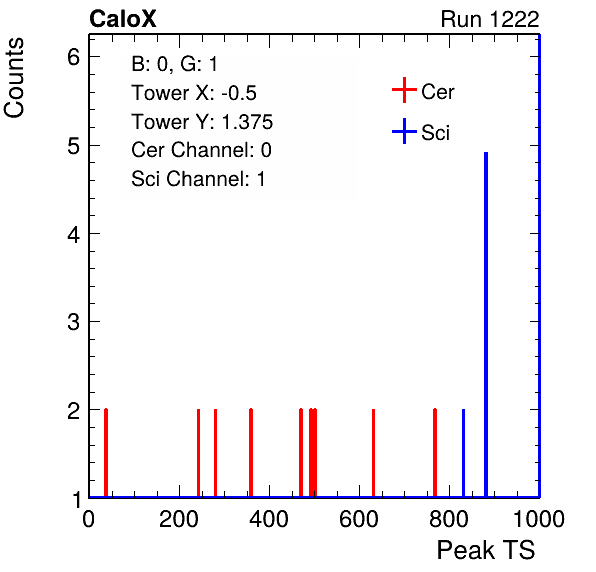 CaloX
Run 1222
Counts
B: 0, G: 1
Tower X: -0.5
Tower Y: 1.375
Cer Channel: 0
Sci Channel: 1
Cer
Sci
6
5
4
3
2
1
0 200 400 600 800 1000
Peak TS